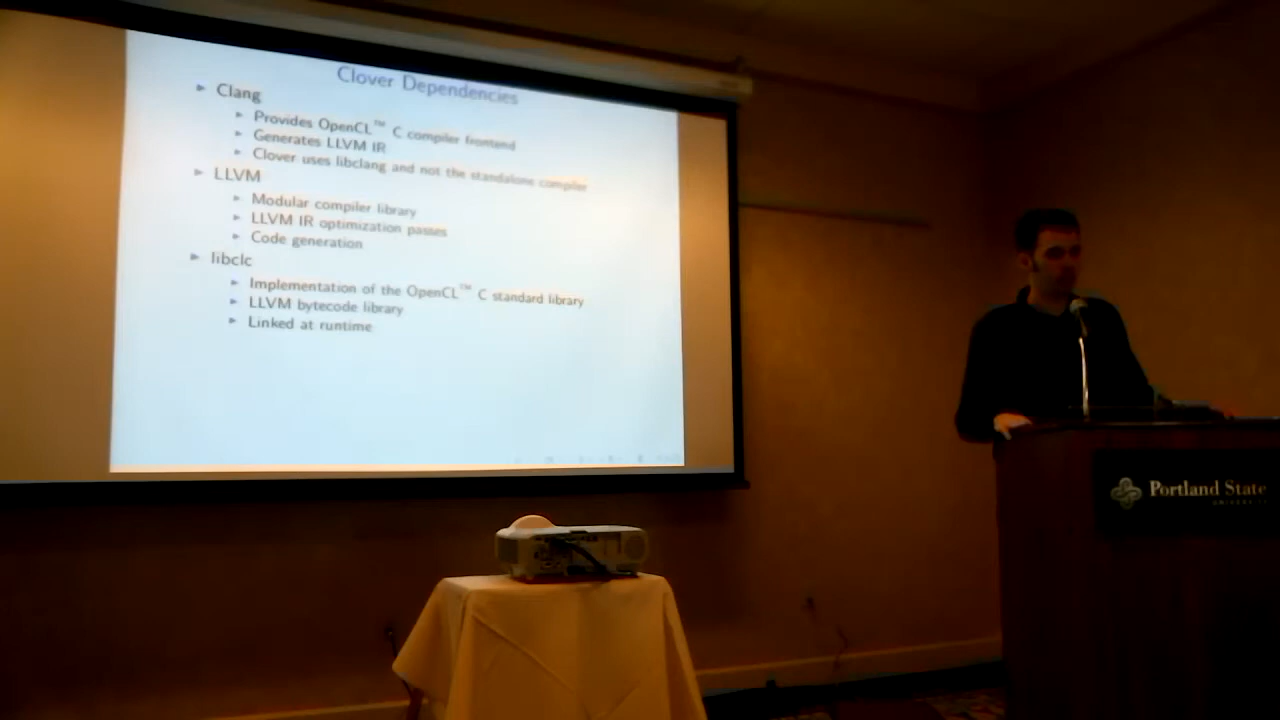 Clover Dependencies
Clang
Provides OpenCL™ C compiler frontend
Generates LLVM IR
Clover uses libclang and not the standalone compiler
LLVM
Modular compiler library
LLVM IR optimization passes
Code generation
libclc
Implementation of the OpenCL™ C standard library
LLVM bytecode library
Linked at runtime
Portland State
UNIVERSITY